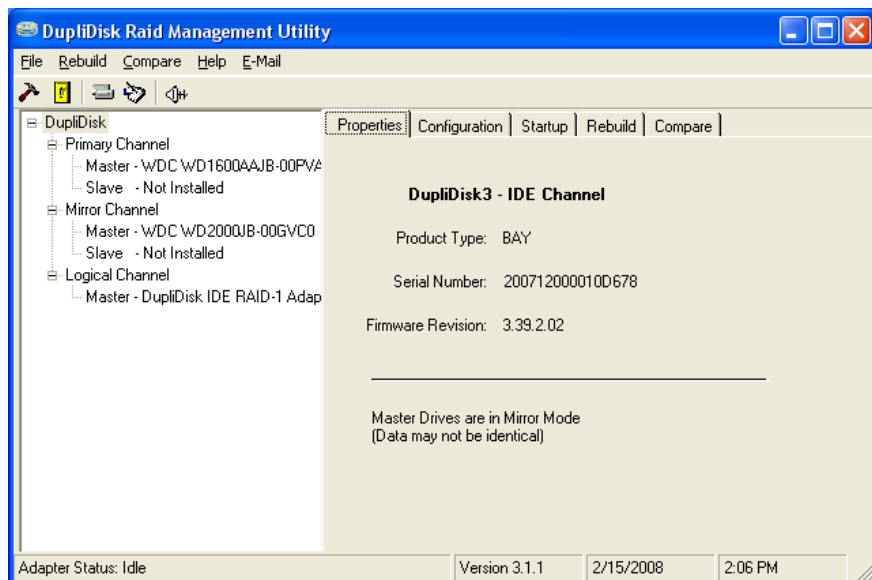 DupliDisk Raid Management Utility
File Rebuild Compare Help E-Mail
DupliDisk
Primary Channel
Master - WDC WD1600AAJB-00PVA
Slave - Not Installed
Mirror Channel
Master - WDC WD2000JB-00GVC0
Slave - Not Installed
Logical Channel
Master - DupliDisk IDE RAID-1 Adap
Properties Configuration Startup Rebuild Compare
DupliDisk3 - IDE Channel
Product Type: BAY
Serial Number: 200712000010D678
Firmware Revision: 3.39.2.02
Master Drives are in Mirror Mode
(Data may not be identical)
Adapter Status: Idle Version 3.1.1 2/15/2008 2:06 PM